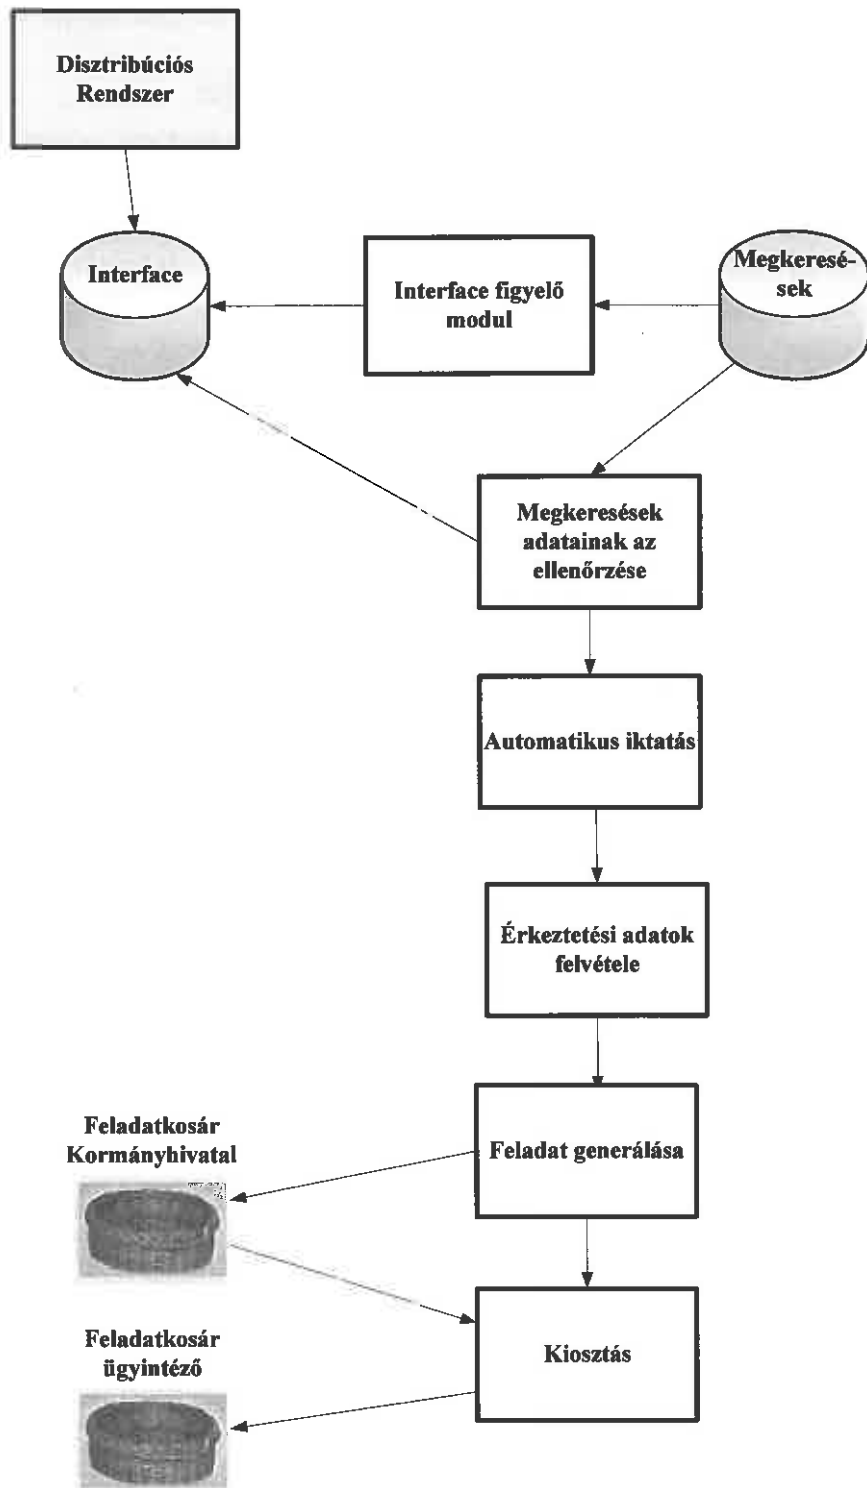 Disztribúciós
Rendszer
Interface
Interface figyelő
modul
Megkeresé-
sek
Megkeresések
adatainak az
ellenőrzése
Automatikus iktatás
Érkeztetési adatok
felvétele
Feladatkosár
Kormányhivatal
Feladat generálása
Feladatkosár
ügyintéző
Kiosztás